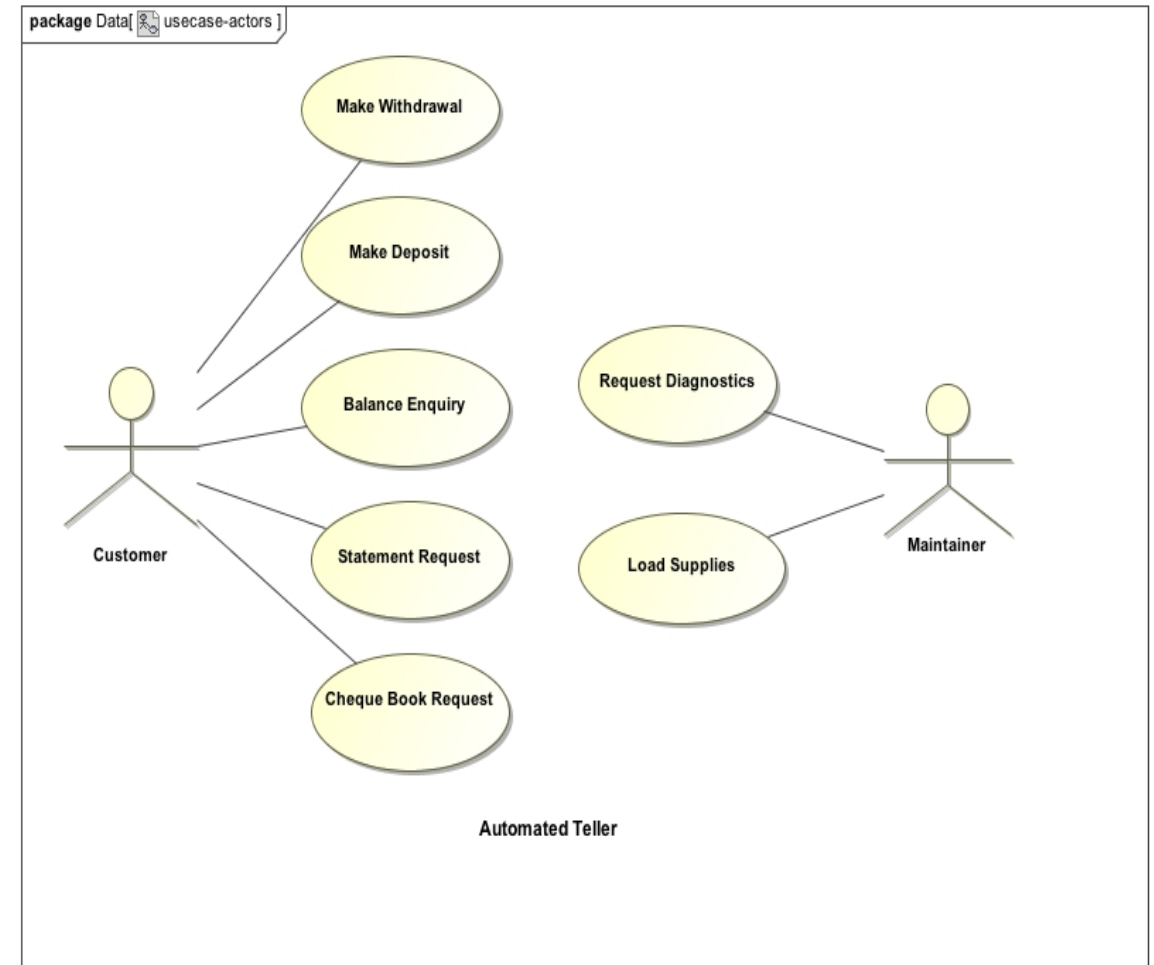 package Data[ usecase-actors ]
Make Withdrawal
Make Deposit
Balance Enquiry
Statement Request
Cheque Book Request
Customer
Request Diagnostics
Load Supplies
Maintainer
Automated Teller